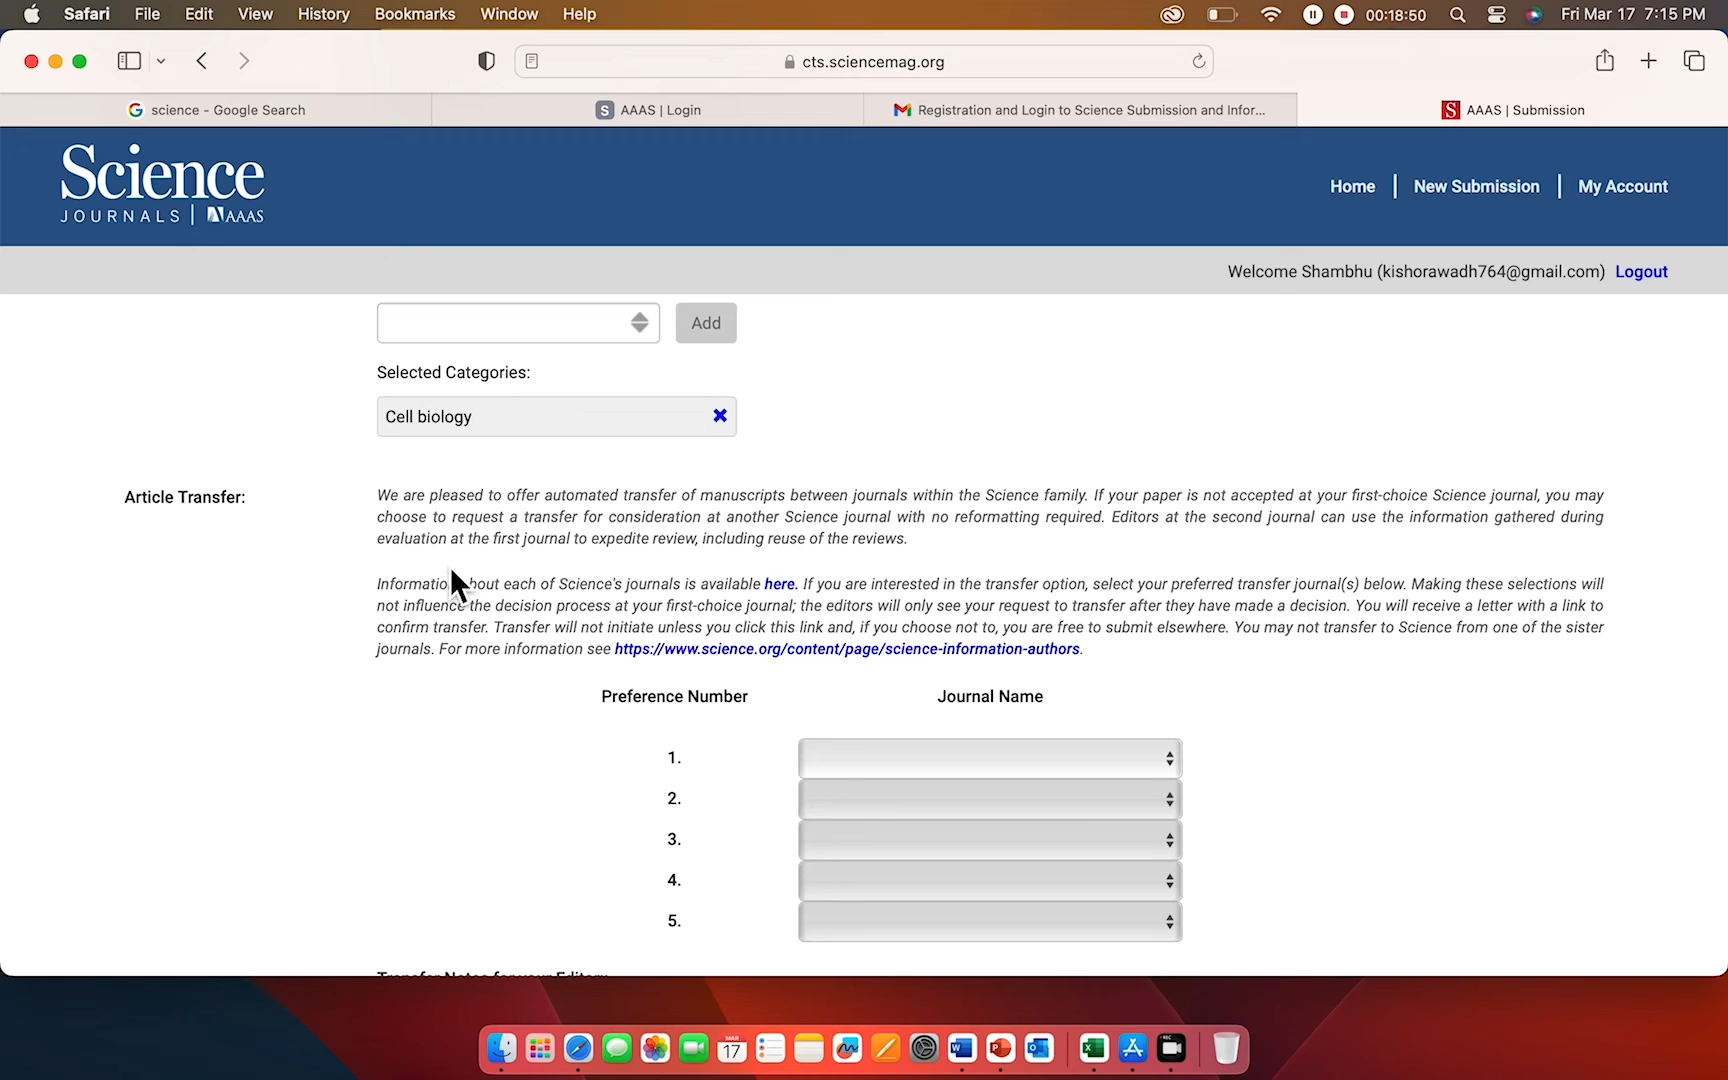 Safari File Edit View History Bookmarks Window Help 00:18:50 Fri Mar 17 7:15 PM
cts.sciencemag.org
science - Google Search AAAS | Login Registration and Login to Science Submission and Infor... AAAS | Submission
Science
JOURNALS | AAAS
Home | New Submission | My Account
Welcome Shambhu (kishorawadh764@gmail.com) Logout
Add
Selected Categories:
Cell biology
Article Transfer:
We are pleased to offer automated transfer of manuscripts between journals within the Science family. If your paper is not accepted at your first-choice Science journal, you may
choose to request a transfer for consideration at another Science journal with no reformatting required. Editors at the second journal can use the information gathered during
evaluation at the first journal to expedite review, including reuse of the reviews.
Information about each of Science's journals is available here. If you are interested in the transfer option, select your preferred transfer journal(s) below. Making these selections will
not influence the decision process at your first-choice journal; the editors will only see your request to transfer after they have made a decision. You will receive a letter with a link to
confirm transfer. Transfer will not initiate unless you click this link and, if you choose not to, you are free to submit elsewhere. You may not transfer to Science from one of the sister
journals. For more information see https://www.science.org/content/page/science-information-authors.
Preference Number Journal Name
1.
2.
3.
4.
5.
Transfer Notes for your Editor:
MAR
17